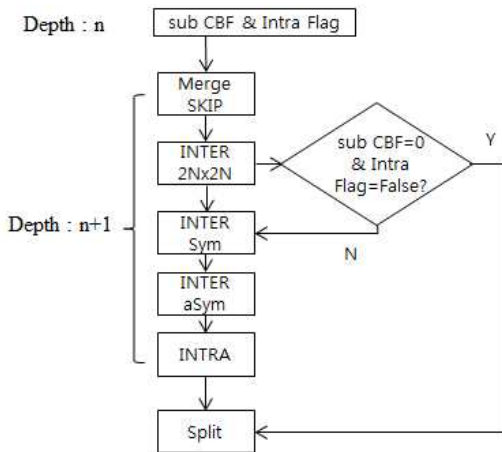 Depth : n
sub CBF & Intra Flag
Merge
SKIP
INTER
2Nx2N
sub CBF=0
& Intra
Flag=False?
Y
Depth : n+1
INTER
Sym
N
INTER
aSym
INTRA
Split